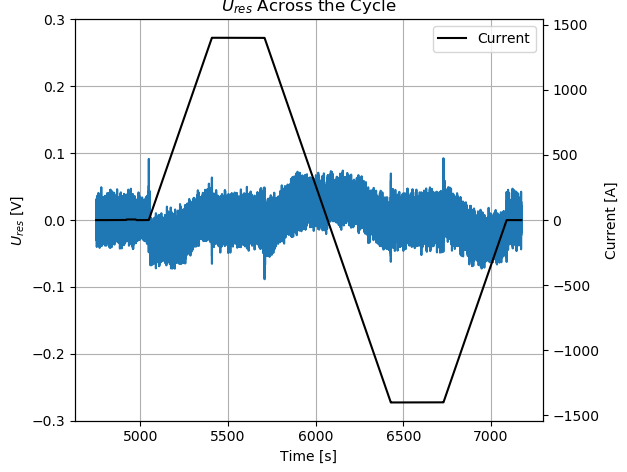 U_res Across the Cycle
Current
0.3
0.2
0.1
0.0
−0.1
−0.2
−0.3
U_res [V]
1500
1000
500
0
−500
−1000
−1500
Current [A]
5000 5500 6000 6500 7000
Time [s]